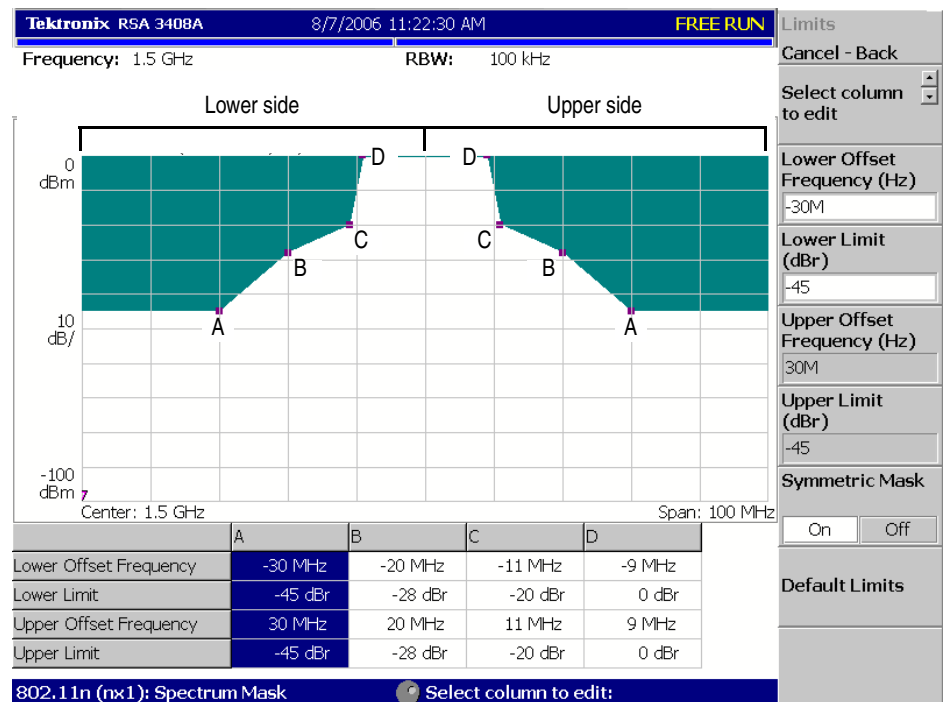 Tektronix RSA 3408A 8/7/2006 11:22:30 AM FREE RUN
Frequency: 1.5 GHz RBW: 100 kHz
Lower side Upper side
0
dBm
D D
C C
B B
A A
10
dB/
-100
dBm
Center: 1.5 GHz Span: 100 MHz
A B C D
Lower Offset Frequency -30 MHz -20 MHz -11 MHz -9 MHz
Lower Limit -45 dBr -28 dBr -20 dBr 0 dBr
Upper Offset Frequency 30 MHz 20 MHz 11 MHz 9 MHz
Upper Limit -45 dBr -28 dBr -20 dBr 0 dBr
802.11n (nx1): Spectrum Mask Select column to edit:
Limits
Cancel - Back
Select column
to edit
Lower Offset
Frequency (Hz)
-30M
Lower Limit
(dBr)
-45
Upper Offset
Frequency (Hz)
30M
Upper Limit
(dBr)
-45
Symmetric Mask
On Off
Default Limits